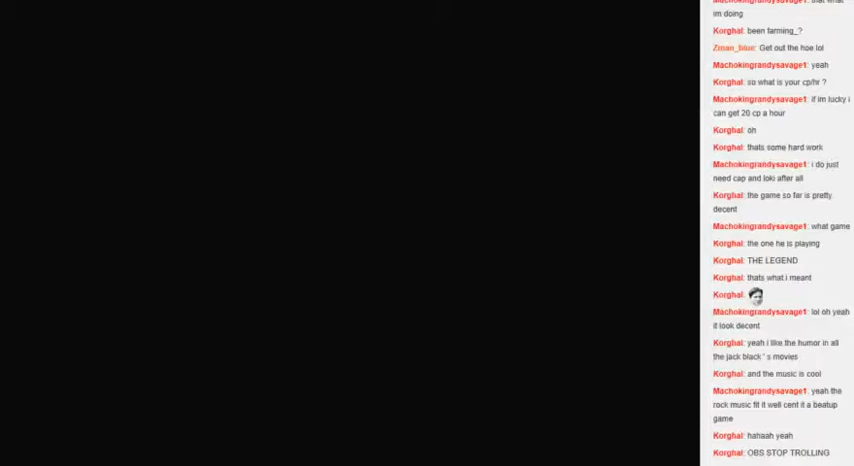 Machokingrandysavage1: that what
im doing
Korghal: been farming_?
Zman_blue: Get out the hoe lol
Machokingrandysavage1: yeah
Korghal: so what is your cp/hr ?
Machokingrandysavage1: if im lucky i
can get 20 cp a hour
Korghal: oh
Korghal: thats some hard work
Machokingrandysavage1: i do just
need cap and loki after all
Korghal: the game so far is pretty
decent
Machokingrandysavage1: what game
Korghal: the one he is playing
Korghal: THE LEGEND
Korghal: thats what i meant
Korghal:
Machokingrandysavage1: lol oh yeah
it look decent
Korghal: yeah i like the humor in all
the jack black ' s movies
Korghal: and the music is cool
Machokingrandysavage1: yeah the
rock music fit it well cent it a beatup
game
Korghal: hahaah yeah
Korghal: OBS STOP TROLLING